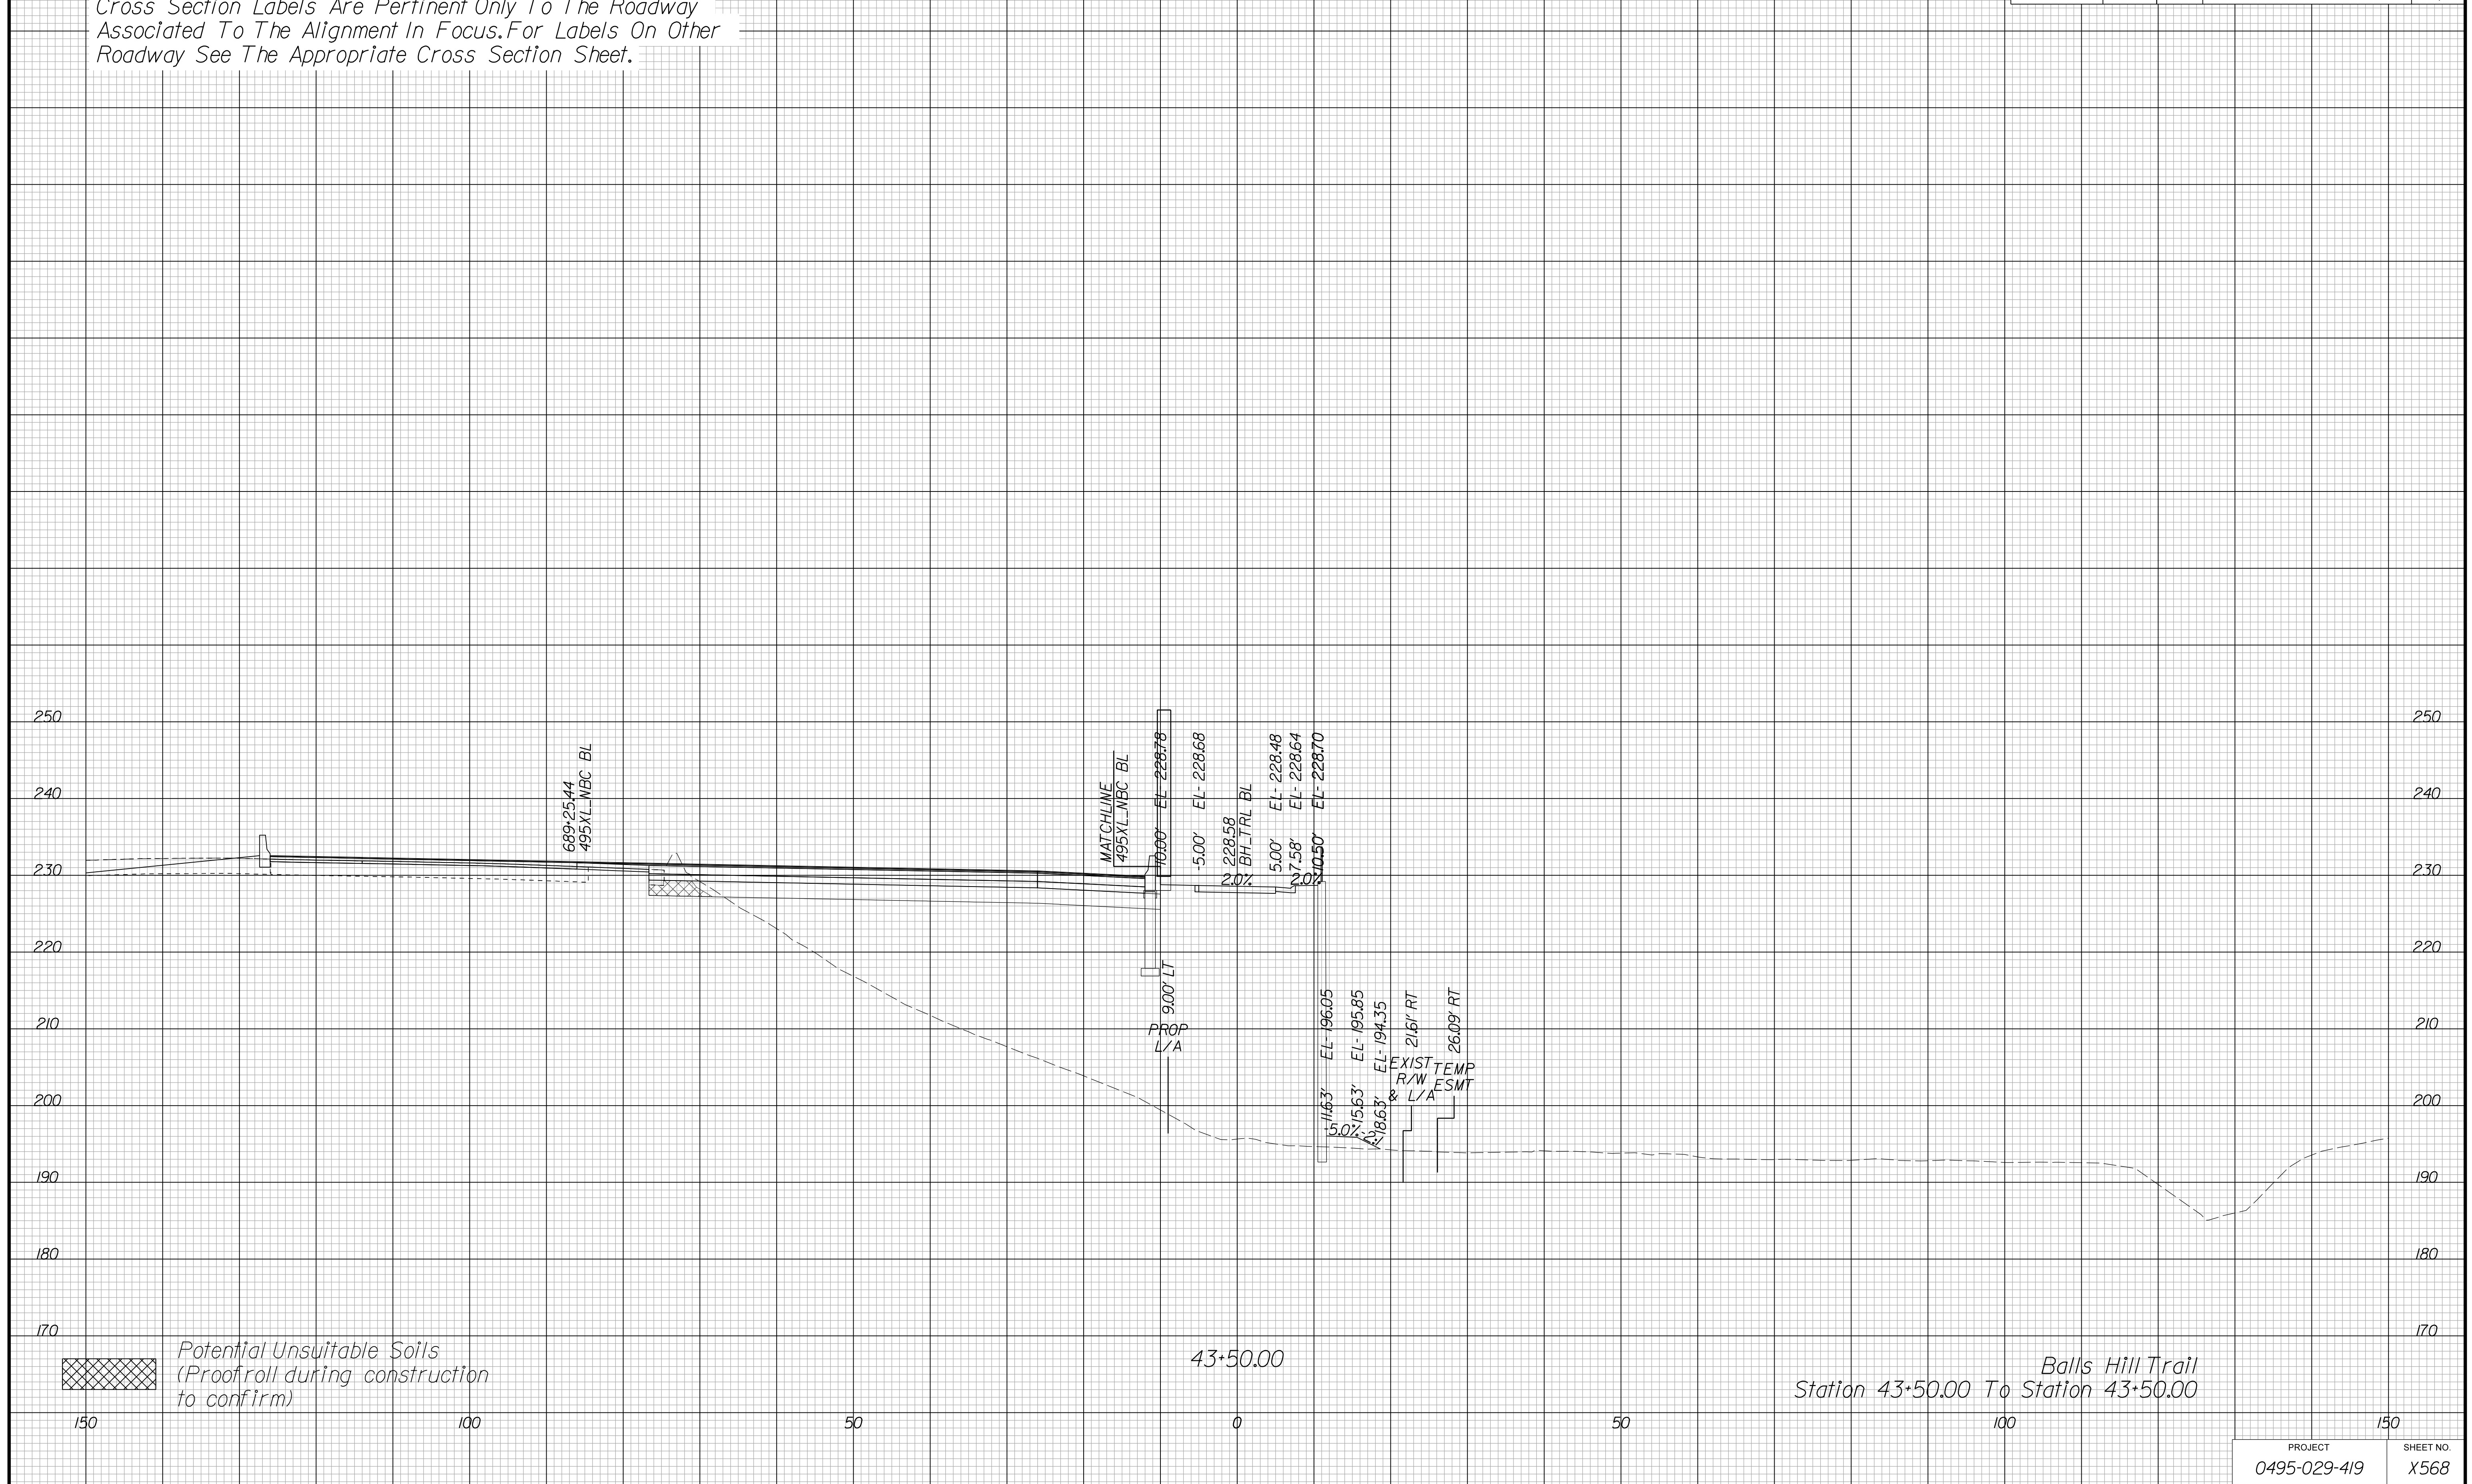 Cross Section Labels Are Pertinent Only To The Roadway
Associated To The Alignment In Focus. For Labels On Other
Roadway See The Appropriate Cross Section Sheet.
250
250
240
240
230
230
220
220
210
210
200
200
190
190
180
180
170
170
689+25.44
495XL_NBC BL
MATCHLINE
495XL_NBC BL
-10.00' EL- 228.78
-5.00' EL- 228.68
228.58
BH_TRL BL
5.00' EL- 228.48
7.58' EL- 228.64
10.50' EL- 228.70
2.0%
2.0%
9.00' LT
PROP
L/A
11.63' EL- 196.05
15.63' EL- 195.85
18.63' EL- 194.35
-5.0%
-2:1
21.61' RT
EXIST
R/W
& L/A
26.09' RT
TEMP
ESMT
Potential Unsuitable Soils
(Proofroll during construction
to confirm)
43+50.00
Balls Hill Trail
Station 43+50.00 To Station 43+50.00
150
100
50
0
50
100
150
PROJECT
SHEET NO.
0495-029-419
X568